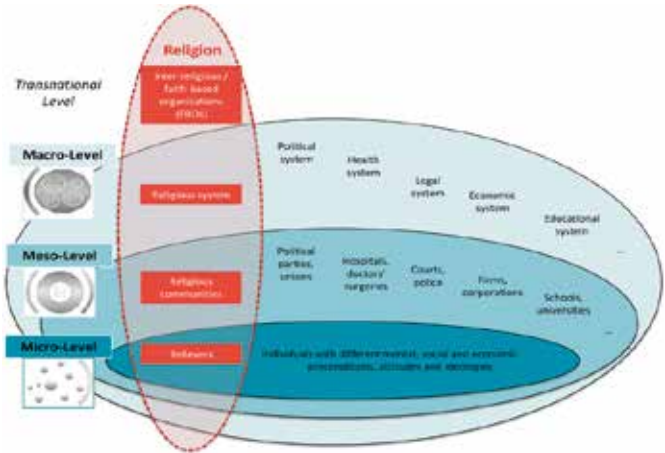 Religion
Inter-religious /
faith based
organizations
(FBOs)
Transnational
Level
Macro-Level
Religious system
Political
system
Health
system
Legal
system
Economic
system
Educational
system
...
Meso-Level
Religious
communities
Political
parties,
unions
Hospitals,
doctors'
surgeries
Courts,
police
Firms,
corporations
Schools,
universities
...
Micro-Level
Believers
Individuals with different mental, social and economic
preconditions, attitudes and ideologies